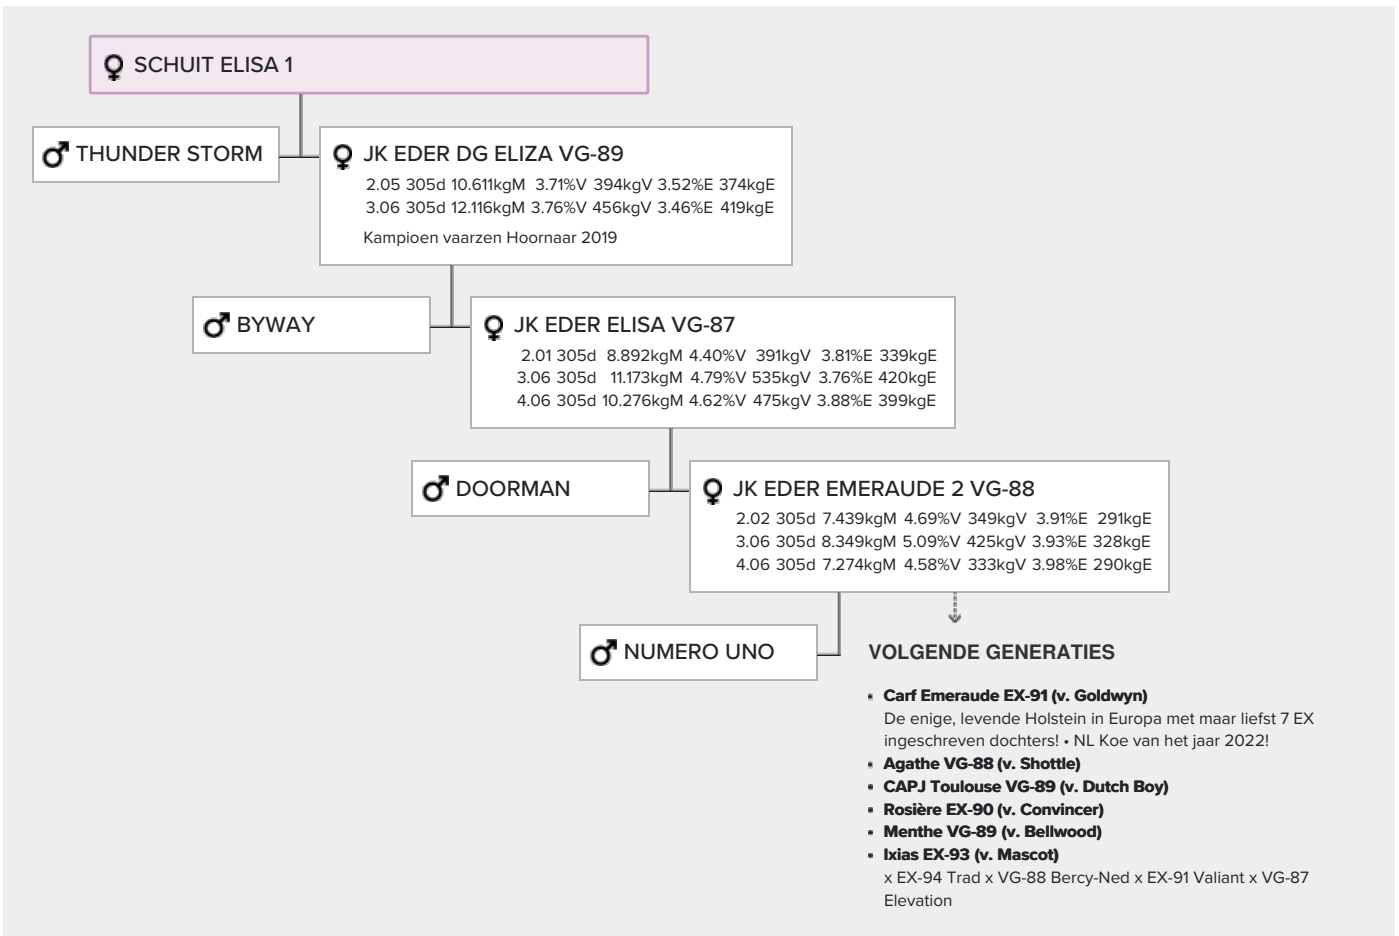 SCHUIT ELISA 1
THUNDER STORM
JK EDER DG ELIZA VG-89
2.05 305d 10.611kgM 3.71%V 394kgV 3.52%E 374kgE
3.06 305d 12.116kgM 3.76%V 456kgV 3.46%E 419kgE
Kampioen vaarzen Hoornaar 2019
BYWAY
JK EDER ELISA VG-87
2.01 305d 8.892kgM 4.40%V 391kgV 3.81%E 339kgE
3.06 305d 11.173kgM 4.79%V 535kgV 3.76%E 420kgE
4.06 305d 10.276kgM 4.62%V 475kgV 3.88%E 399kgE
DOORMAN
JK EDER EMERAUDE 2 VG-88
2.02 305d 7.439kgM 4.69%V 349kgV 3.91%E 291kgE
3.06 305d 8.349kgM 5.09%V 425kgV 3.93%E 328kgE
4.06 305d 7.274kgM 4.58%V 333kgV 3.98%E 290kgE
NUMERO UNO
VOLGENDE GENERATIES
• Carf Emeraude EX-91 (v. Goldwyn)
De enige, levende Holstein in Europa met maar liefst 7 EX
ingeschreven dochters! • NL Koe van het jaar 2022!
• Agathe VG-88 (v. Shottle)
• CAPJ Toulouse VG-89 (v. Dutch Boy)
• Rosière EX-90 (v. Convincer)
• Menthe VG-89 (v. Bellwood)
• Ixias EX-93 (v. Mascot)
x EX-94 Trad x VG-88 Bercy-Ned x EX-91 Valiant x VG-87
Elevation